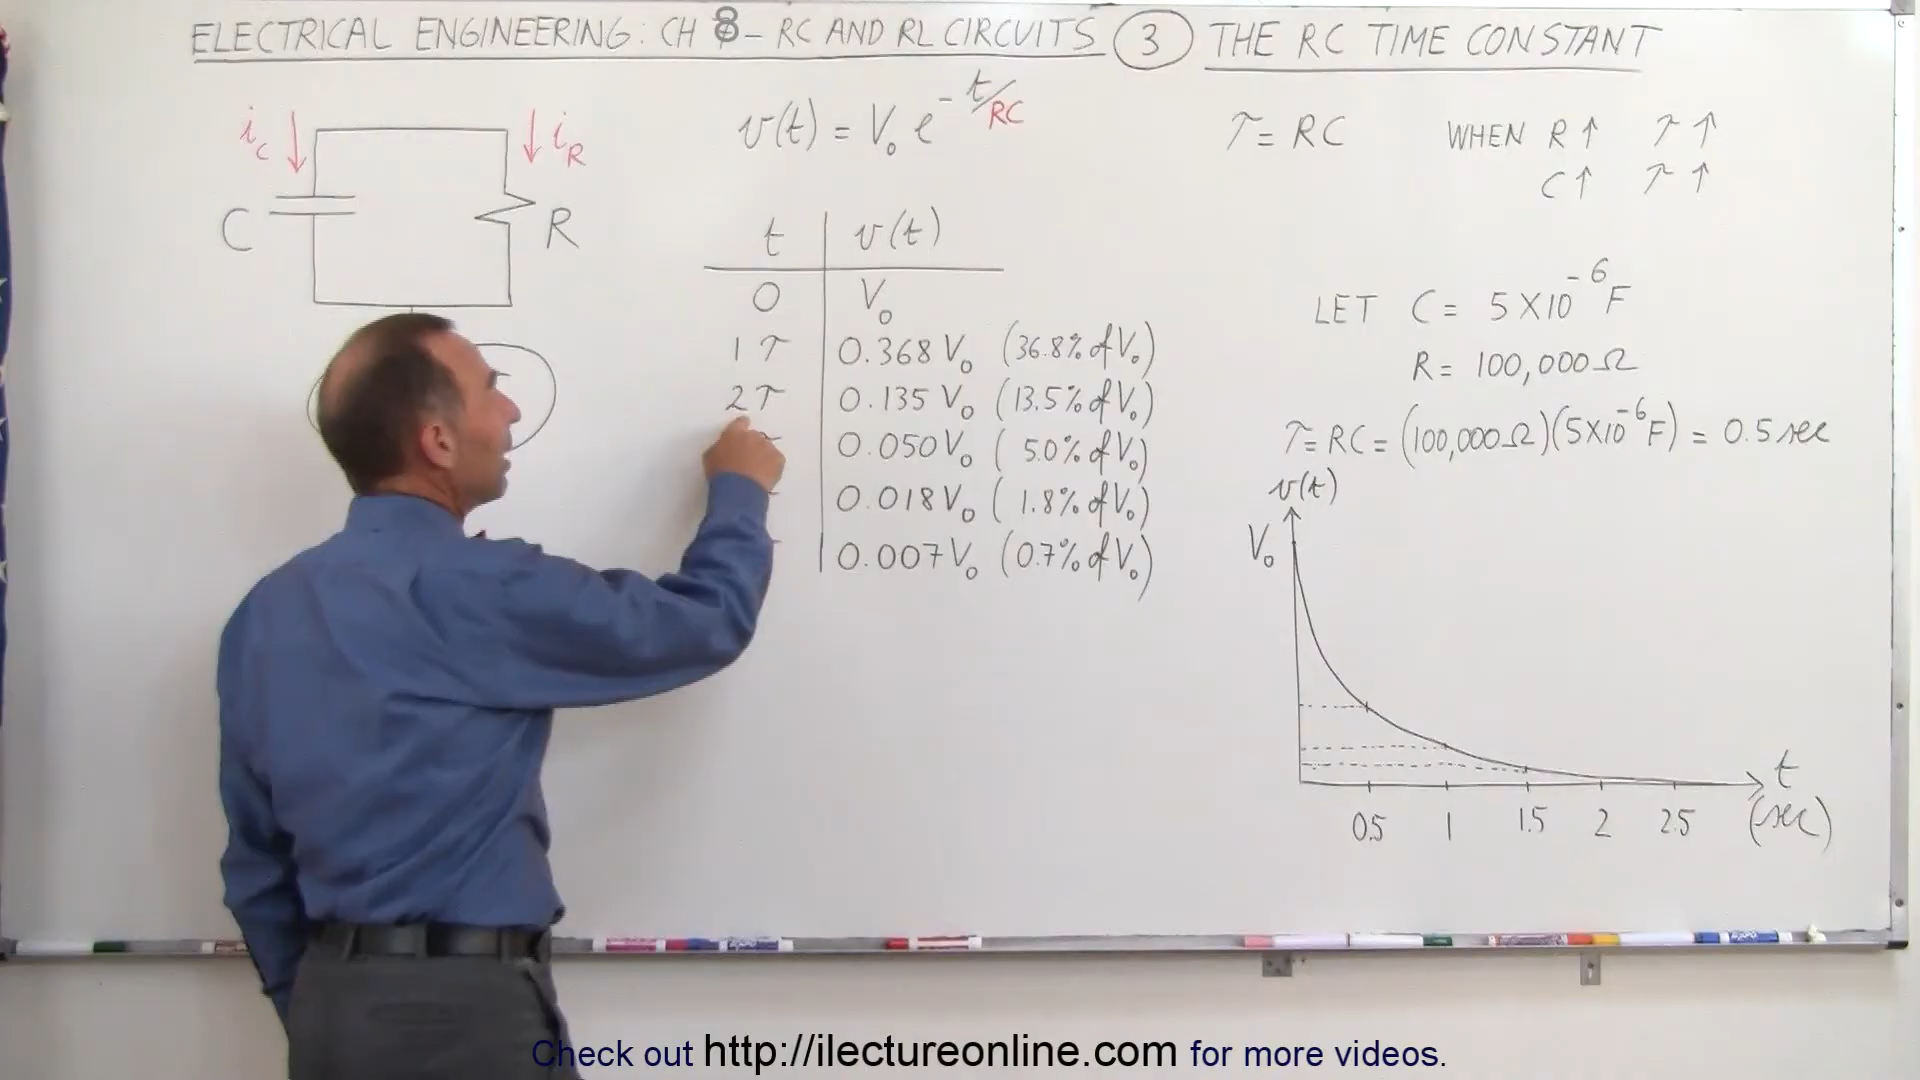 ELECTRICAL ENGINEERING: CH 8 – RC AND RL CIRCUITS (3) THE RC TIME CONSTANT
i_C ↓ ↓ i_R
C R
v(t) = V₀ e^(-t/RC)
τ = RC WHEN R↑ τ↑
C↑ τ↑
t v(t)
0 V₀
1τ 0.368 V₀ (36.8% of V₀)
2τ 0.135 V₀ (13.5% of V₀)
0.050 V₀ (5.0% of V₀)
0.018 V₀ (1.8% of V₀)
0.007 V₀ (0.7% of V₀)
LET C = 5 X 10⁻⁶ F
R = 100,000 Ω
τ = RC = (100,000 Ω)(5 X 10⁻⁶ F) = 0.5 sec
v(t)
V₀
t
0.5 1 1.5 2 2.5 (sec)
Check out http://ilectureonline.com for more videos.